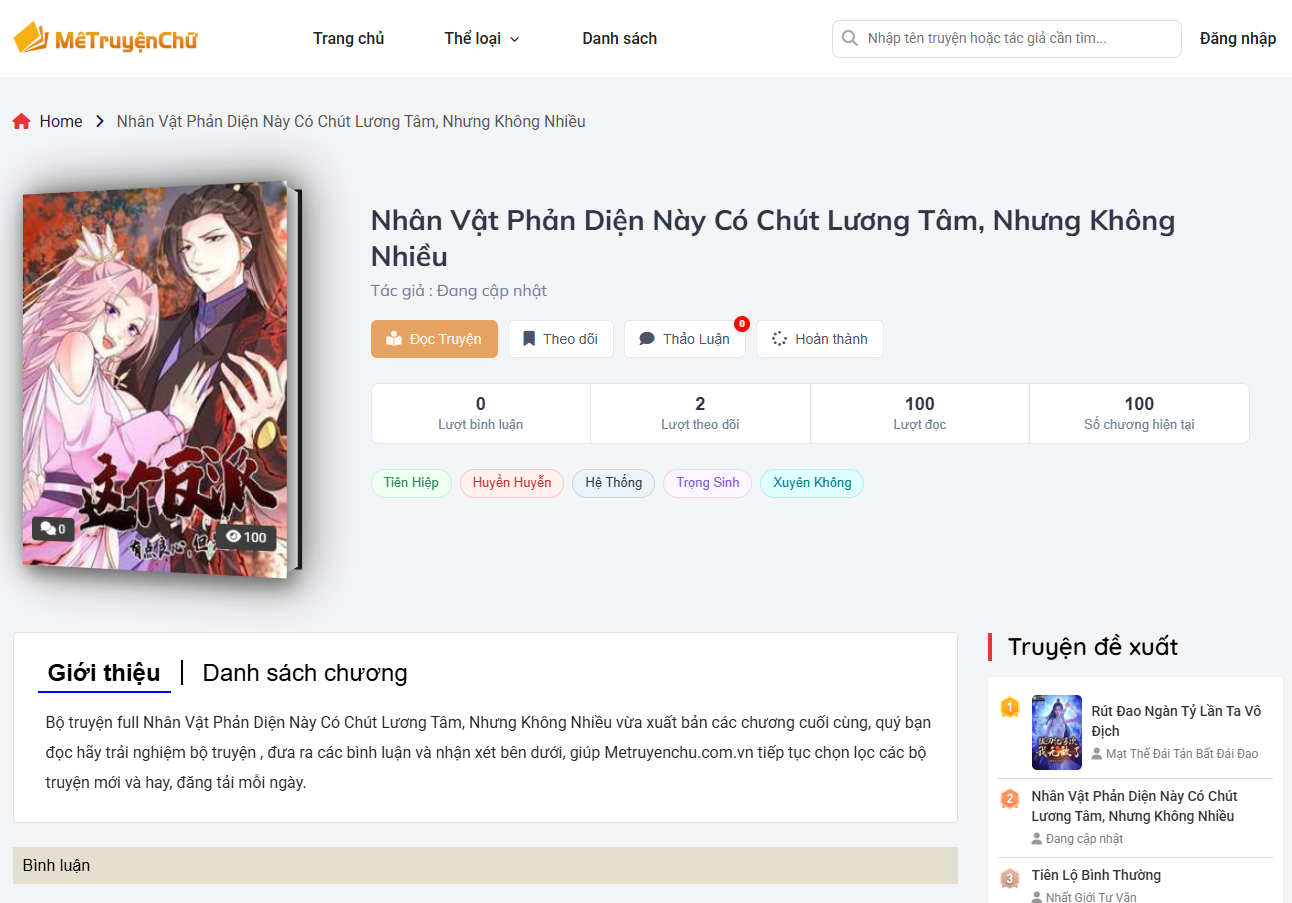 MêTruyệnChữ
Trang chủ
Thể loại
Danh sách
Nhập tên truyện hoặc tác giả cần tìm...
Đăng nhập
Home
Nhân Vật Phản Diện Này Có Chút Lương Tâm, Nhưng Không Nhiều
这个反派
有点良心,但
0
100
Nhân Vật Phản Diện Này Có Chút Lương Tâm, Nhưng Không
Nhiều
Tác giả : Đang cập nhật
Đọc Truyện
Theo dõi
Thảo Luận
0
Hoàn thành
0
Lượt bình luận
2
Lượt theo dõi
100
Lượt đọc
100
Số chương hiện tại
Tiên Hiệp
Huyền Huyễn
Hệ Thống
Trọng Sinh
Xuyên Không
Giới thiệu
Danh sách chương
Bộ truyện full Nhân Vật Phản Diện Này Có Chút Lương Tâm, Nhưng Không Nhiều vừa xuất bản các chương cuối cùng, quý bạn
đọc hãy trải nghiệm bộ truyện , đưa ra các bình luận và nhận xét bên dưới, giúp Metruyenchu.com.vn tiếp tục chọn lọc các bộ
truyện mới và hay, đăng tải mỗi ngày.
Bình luận
Truyện đề xuất
1
Rút Đao Ngàn Tỷ Lần Ta Vô
Địch
Mạt Thế Đái Tán Bất Đái Đao
2
Nhân Vật Phản Diện Này Có Chút
Lương Tâm, Nhưng Không Nhiều
Đang cập nhật
3
Tiên Lộ Bình Thường
Nhất Giới Tư Văn